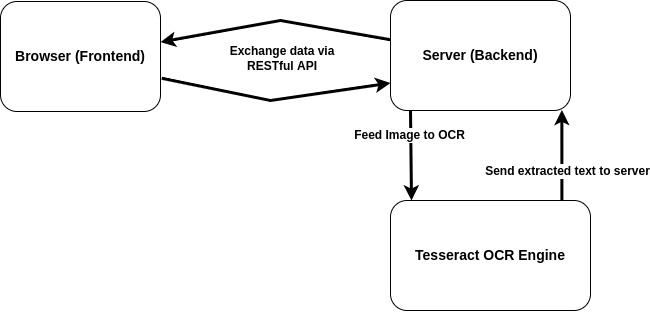 Browser (Frontend)
Exchange data via
RESTful API
Server (Backend)
Feed Image to OCR
Send extracted text to server
Tesseract OCR Engine